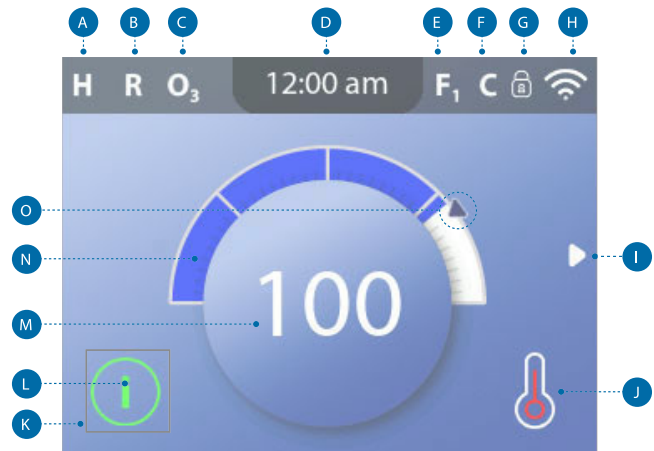 A B C D E F G H
H R O₃ 12:00 am F₁ C
O
N I
100
M
i
L J
K